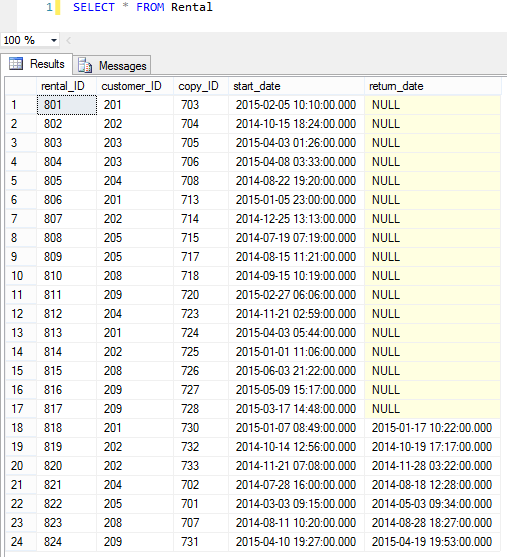 1 SELECT * FROM Rental
100 %
Results Messages
rental_ID customer_ID copy_ID start_date return_date
1 801 201 703 2015-02-05 10:10:00.000 NULL
2 802 202 704 2014-10-15 18:24:00.000 NULL
3 803 203 705 2015-04-03 01:26:00.000 NULL
4 804 203 706 2015-04-08 03:33:00.000 NULL
5 805 204 708 2014-08-22 19:20:00.000 NULL
6 806 201 713 2015-01-05 23:00:00.000 NULL
7 807 202 714 2014-12-25 13:13:00.000 NULL
8 808 205 715 2014-07-19 07:19:00.000 NULL
9 809 205 717 2014-08-15 11:21:00.000 NULL
10 810 208 718 2014-09-15 10:19:00.000 NULL
11 811 209 720 2015-02-27 06:06:00.000 NULL
12 812 204 723 2014-11-21 02:59:00.000 NULL
13 813 201 724 2015-04-03 05:44:00.000 NULL
14 814 202 725 2015-01-01 11:06:00.000 NULL
15 815 208 726 2015-06-03 21:22:00.000 NULL
16 816 209 727 2015-05-09 15:17:00.000 NULL
17 817 209 728 2015-03-17 14:48:00.000 NULL
18 818 201 730 2015-01-07 08:49:00.000 2015-01-17 10:22:00.000
19 819 202 732 2014-10-14 12:56:00.000 2014-10-19 17:17:00.000
20 820 202 733 2014-11-21 07:08:00.000 2014-11-28 03:22:00.000
21 821 204 702 2014-07-28 16:00:00.000 2014-08-18 12:28:00.000
22 822 205 701 2014-03-03 09:15:00.000 2014-05-03 09:34:00.000
23 823 208 707 2014-08-11 10:20:00.000 2014-08-28 18:27:00.000
24 824 209 731 2015-04-10 19:27:00.000 2015-04-19 19:53:00.000